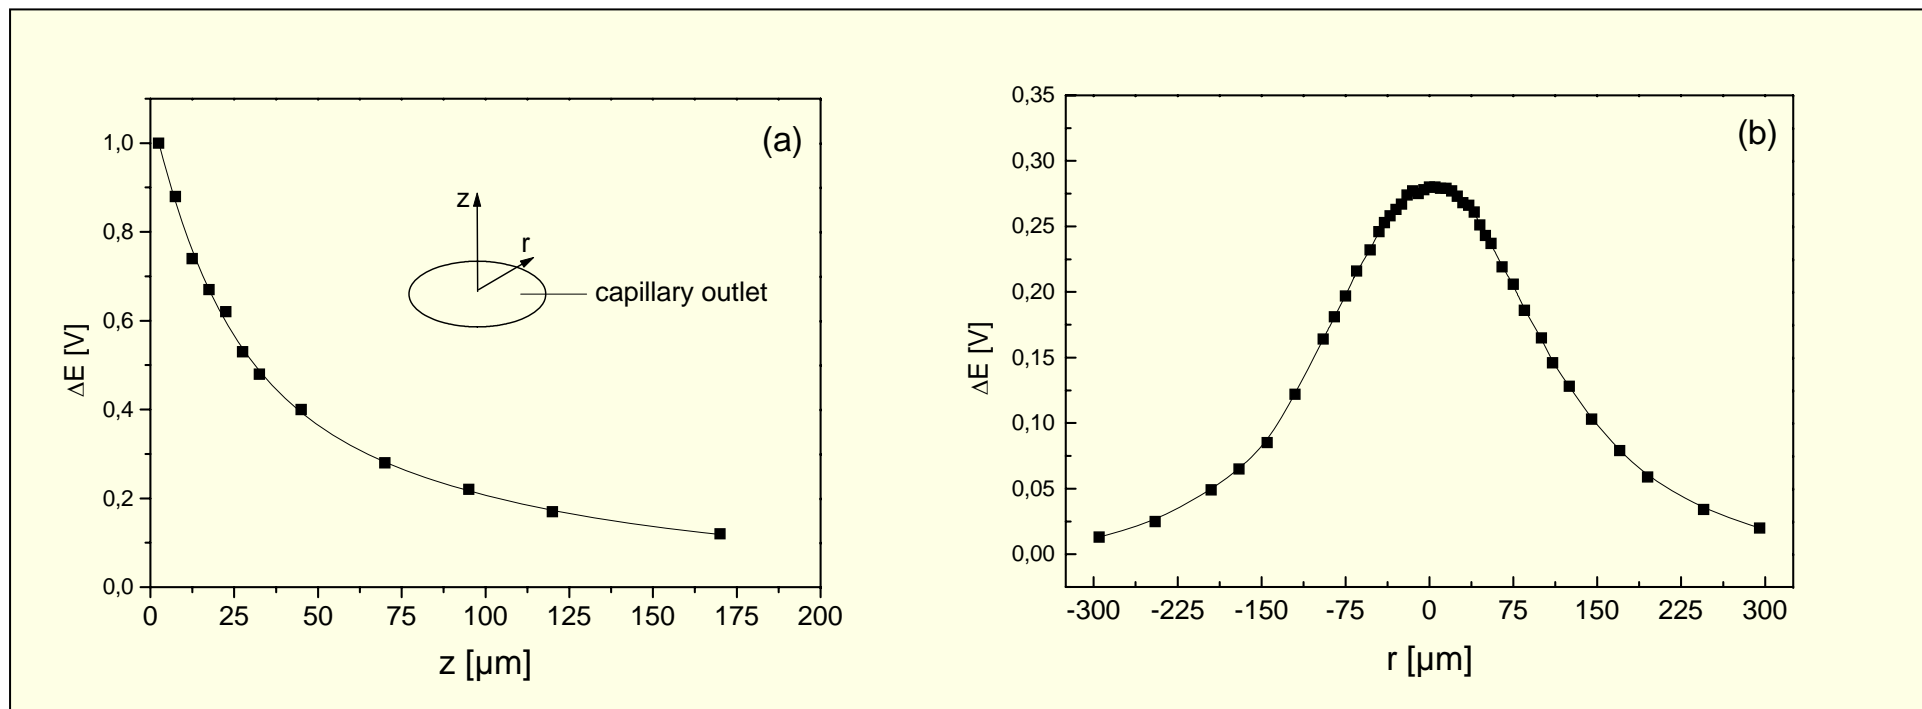 (a)
1,0
0,8
0,6
0,4
0,2
0,0
ΔE [V]
z
r
capillary outlet
0 25 50 75 100 125 150 175 200
z [µm]
(b)
0,35
0,30
0,25
0,20
0,15
0,10
0,05
0,00
ΔE [V]
-300 -225 -150 -75 0 75 150 225 300
r [µm]